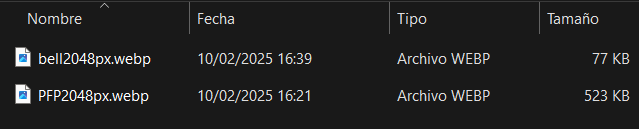 Nombre Fecha Tipo Tamaño
bell2048px.webp 10/02/2025 16:39 Archivo WEBP 77 KB
PFP2048px.webp 10/02/2025 16:21 Archivo WEBP 523 KB